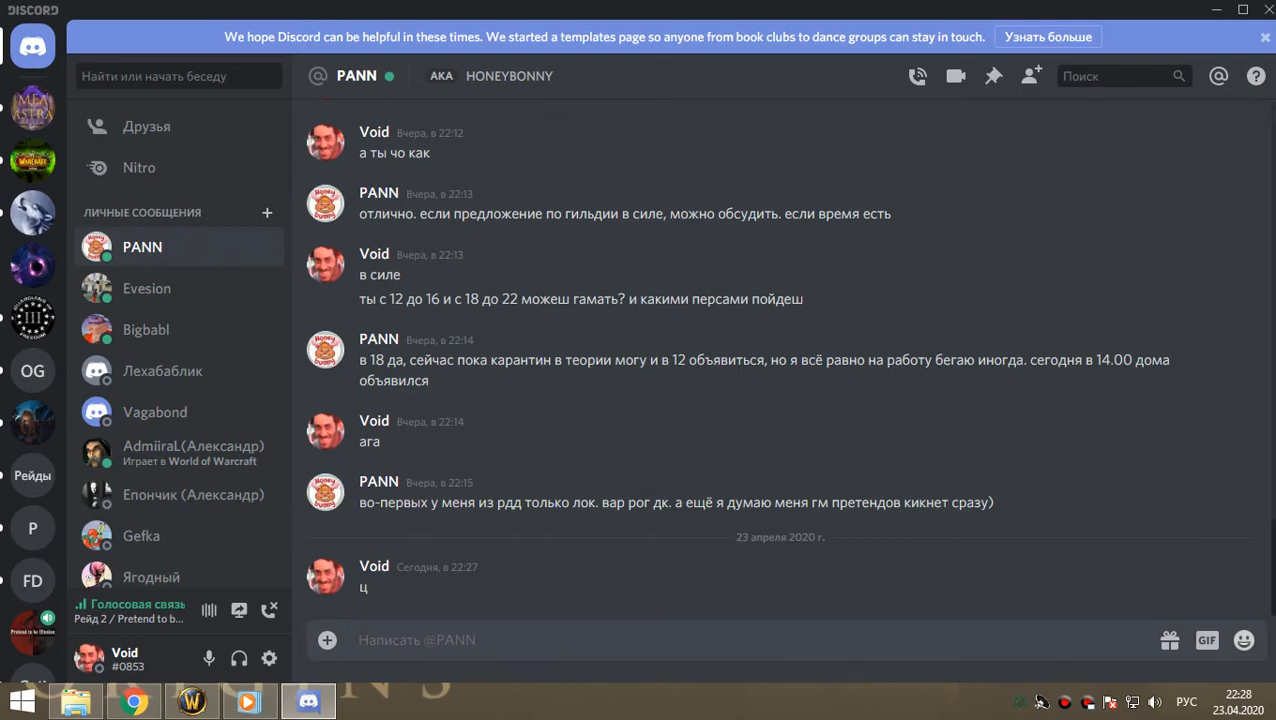 DISCORD
We hope Discord can be helpful in these times. We started a templates page so anyone from book clubs to dance groups can stay in touch.
Узнать больше
Найти или начать беседу
PANN
AKA HONEYBONNY
Поиск
Друзья
Nitro
ЛИЧНЫЕ СООБЩЕНИЯ
PANN
Evesion
Bigbabl
Лехабаблик
Vagabond
AdmiiraL(Александр)
Играет в World of Warcraft
Епончик (Александр)
Gefka
Ягодный
MEA ASTRA
WARCRAFT
III
OG
Рейды
P
FD
Pretend to be Illusion
Голосовая связь
Рейд 2 / Pretend to b...
Void
#0853
Void Вчера, в 22:12
а ты чо как
PANN Вчера, в 22:13
отлично. если предложение по гильдии в силе, можно обсудить. если время есть
Void Вчера, в 22:13
в силе
ты с 12 до 16 и с 18 до 22 можеш гамать? и какими персами пойдеш
PANN Вчера, в 22:14
в 18 да, сейчас пока карантин в теории могу и в 12 объявиться, но я всё равно на работу бегаю иногда. сегодня в 14.00 дома
объявился
Void Вчера, в 22:14
ага
PANN Вчера, в 22:15
во-первых у меня из рдд только лок. вар рог дк. а ещё я думаю меня гм претендов кикнет сразу)
23 апреля 2020 г.
Void Сегодня, в 22:27
ц
Написать @PANN
GIF
РУС
22:28
23.04.2020